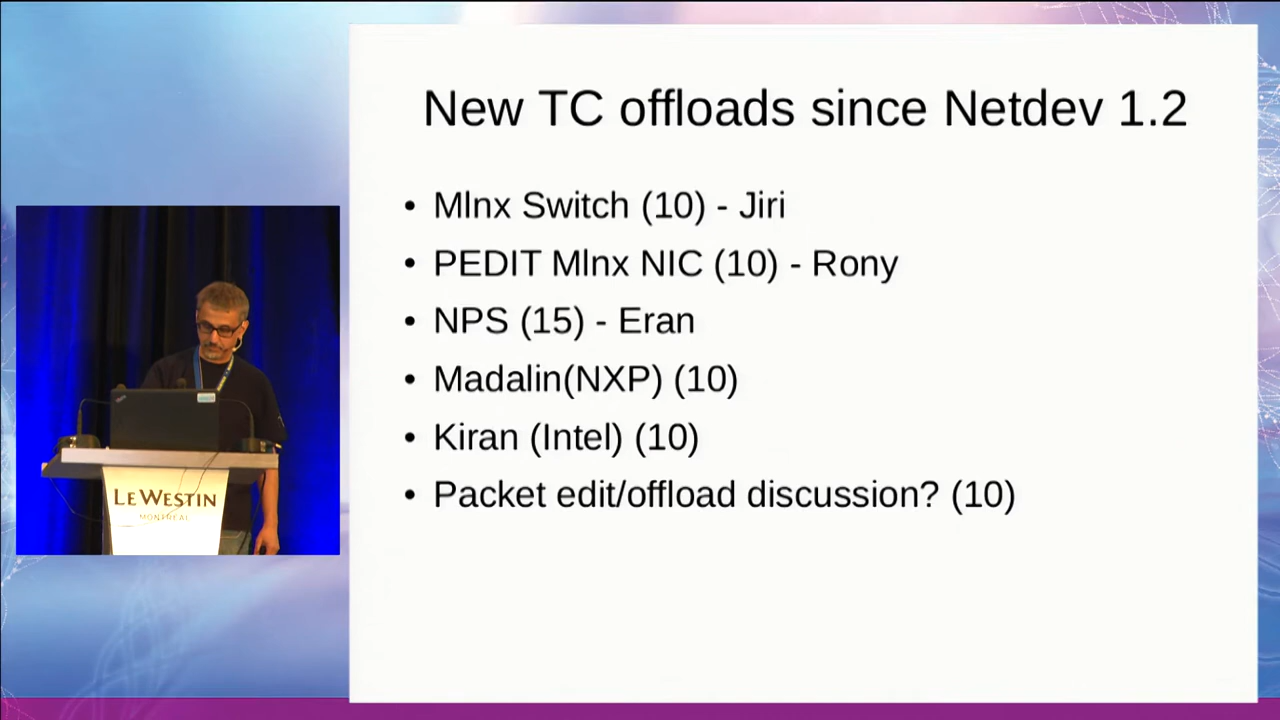 New TC offloads since Netdev 1.2
• Mlnx Switch (10) - Jiri
• PEDIT Mlnx NIC (10) - Rony
• NPS (15) - Eran
• Madalin(NXP) (10)
• Kiran (Intel) (10)
• Packet edit/offload discussion? (10)
LE WESTIN
MONTRÉAL